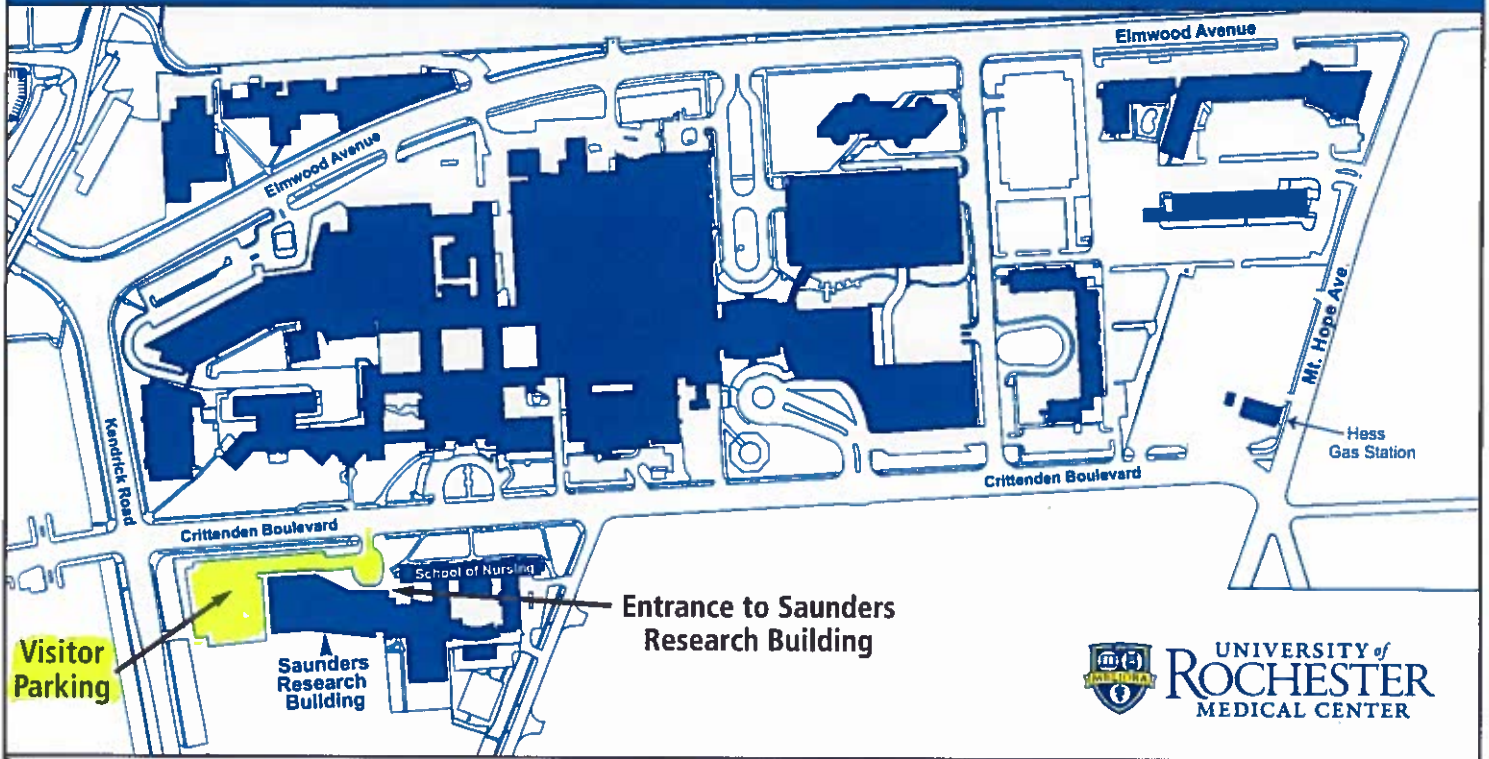 Elmwood Avenue
Elmwood Avenue
Mt. Hope Ave
Hess
Gas Station
Kendrick Road
Crittenden Boulevard
Crittenden Boulevard
School of Nursing
Entrance to Saunders
Research Building
Visitor
Parking
Saunders
Research
Building
MELIORA
UNIVERSITY of
ROCHESTER
MEDICAL CENTER